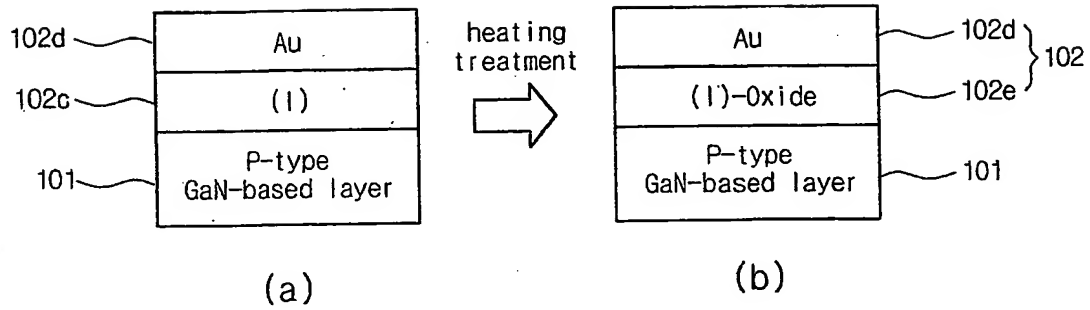 102d
Au
102c
(I)
101
P-type
GaN-based layer
(a)
heating
treatment
Au
102d
102
(I)-Oxide
102e
P-type
GaN-based layer
101
(b)